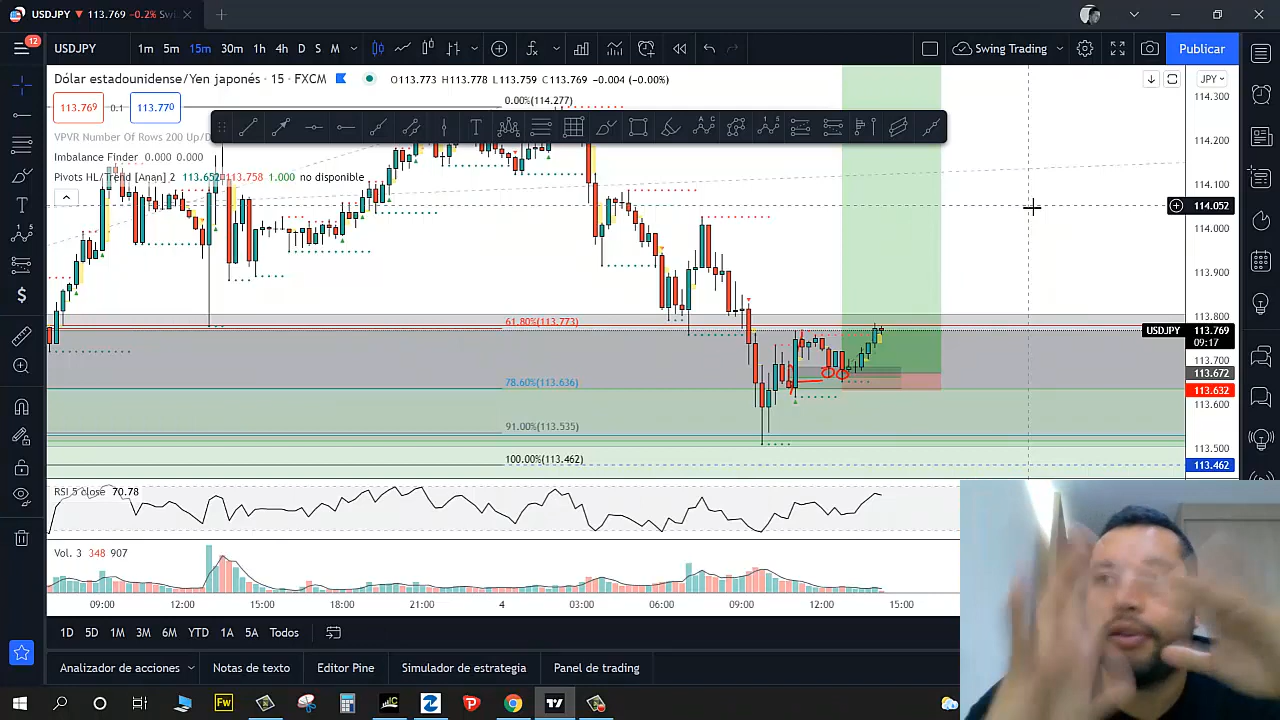 USDJPY ▼ 113.769 −0.2% Swi
12
USDJPY 1m 5m 15m 30m 1h 4h D S M
Swing Trading
Publicar
Dólar estadounidense/Yen japonés · 15 · FXCM
O113.773 H113.778 L113.759 C113.769 −0.004 (−0.00%)
JPY
113.769 0.1 113.770
0.00%(114.277)
VPVR Number Of Rows 200 Up/D
Imbalance Finder 0.000 0.000
Pivots HL/Trend [Anan] 2 113.652 113.758 1.000 no disponible
114.300
114.200
114.100
114.052
114.000
113.900
113.800
61.80%(113.773)
USDJPY 113.769
09:17
113.700
113.672
78.60%(113.636)
113.632
113.600
91.00%(113.535)
113.500
100.00%(113.462)
113.462
RSI 5 close 70.78
Vol. 3 348 907
09:00 12:00 15:00 18:00 21:00 4 03:00 06:00 09:00 12:00 15:00
1D 5D 1M 3M 6M YTD 1A 5A Todos
Analizador de acciones Notas de texto Editor Pine Simulador de estrategia Panel de trading
Fw